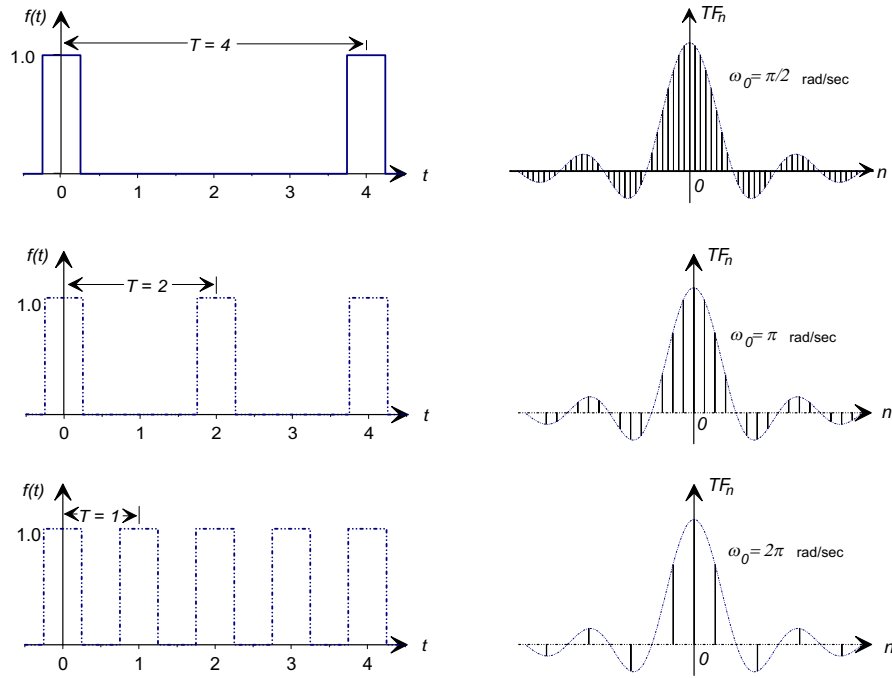 f(t)
T = 4
1.0
0 1 2 3 4 t
TFn
ω0 = π/2 rad/sec
0 n
f(t)
T = 2
1.0
0 1 2 3 4 t
TFn
ω0 = π rad/sec
0 n
f(t)
T = 1
1.0
0 1 2 3 4 t
TFn
ω0 = 2π rad/sec
0 n